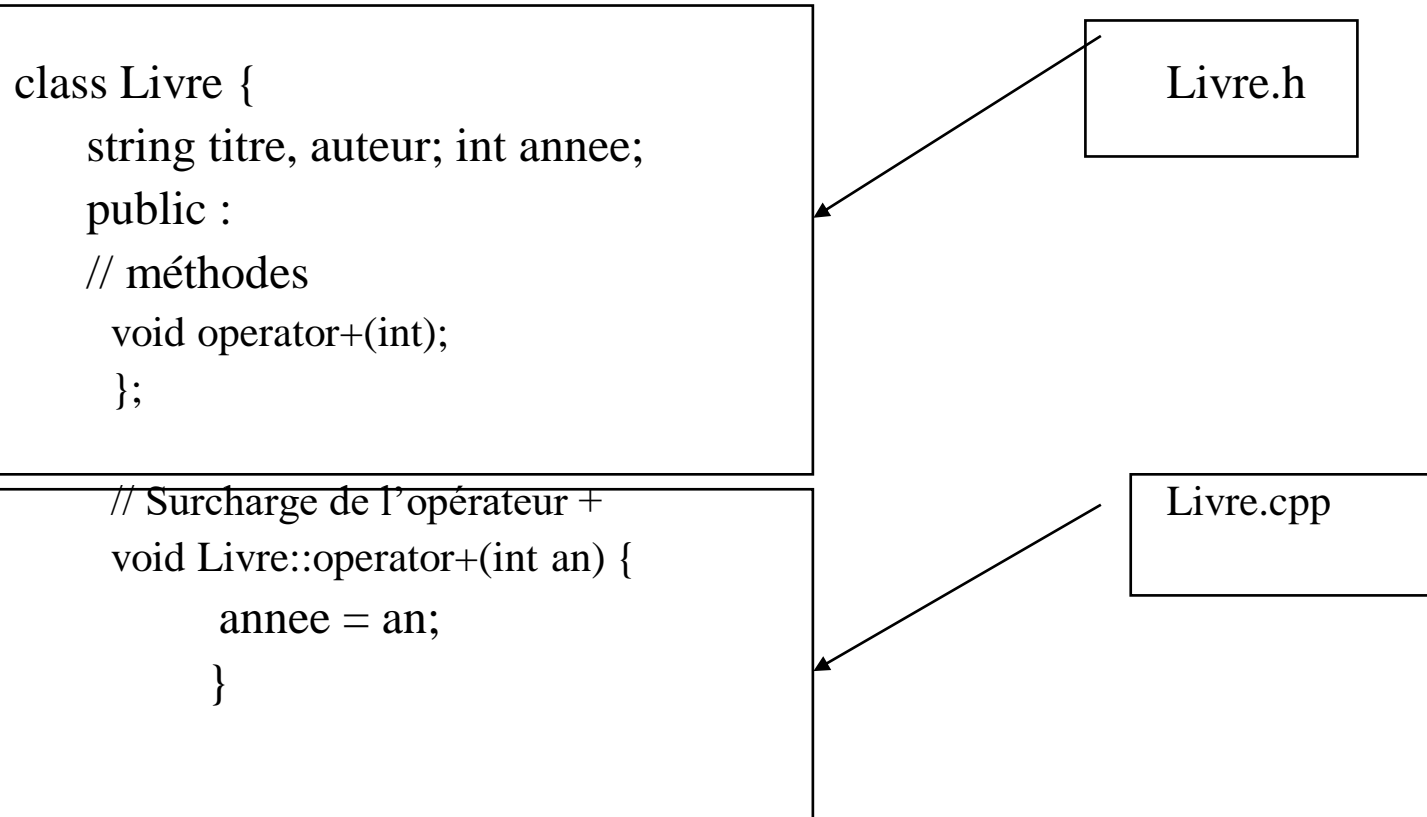 class Livre {
string titre, auteur; int annee;
public :
// méthodes
void operator+(int);
};
Livre.h
// Surcharge de l’opérateur +
void Livre::operator+(int an) {
annee = an;
}
Livre.cpp